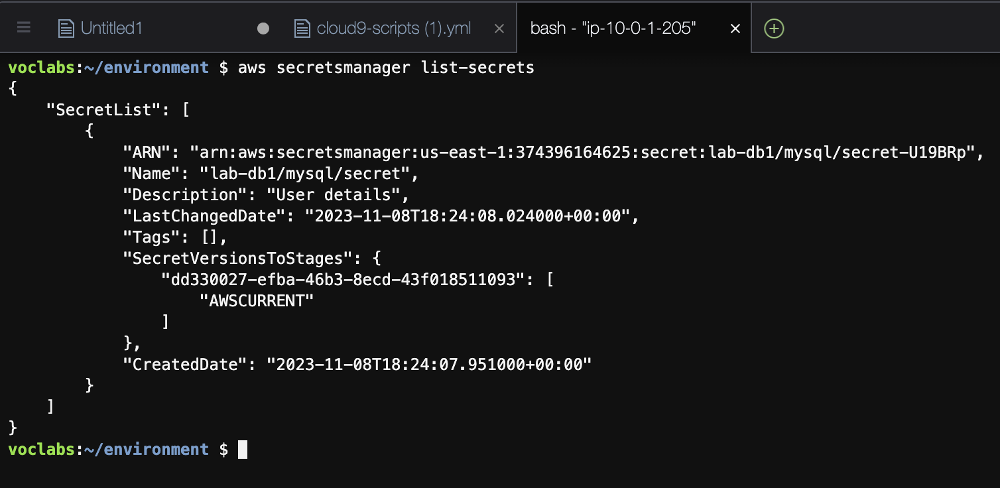 Untitled1
cloud9-scripts (1).yml
bash - "ip-10-0-1-205"
voclabs:~/environment $ aws secretsmanager list-secrets
{
    "SecretList": [
        {
            "ARN": "arn:aws:secretsmanager:us-east-1:374396164625:secret:lab-db1/mysql/secret-U19BRp",
            "Name": "lab-db1/mysql/secret",
            "Description": "User details",
            "LastChangedDate": "2023-11-08T18:24:08.024000+00:00",
            "Tags": [],
            "SecretVersionsToStages": {
                "dd330027-efba-46b3-8ecd-43f018511093": [
                    "AWSCURRENT"
                ]
            },
            "CreatedDate": "2023-11-08T18:24:07.951000+00:00"
        }
    ]
}
voclabs:~/environment $